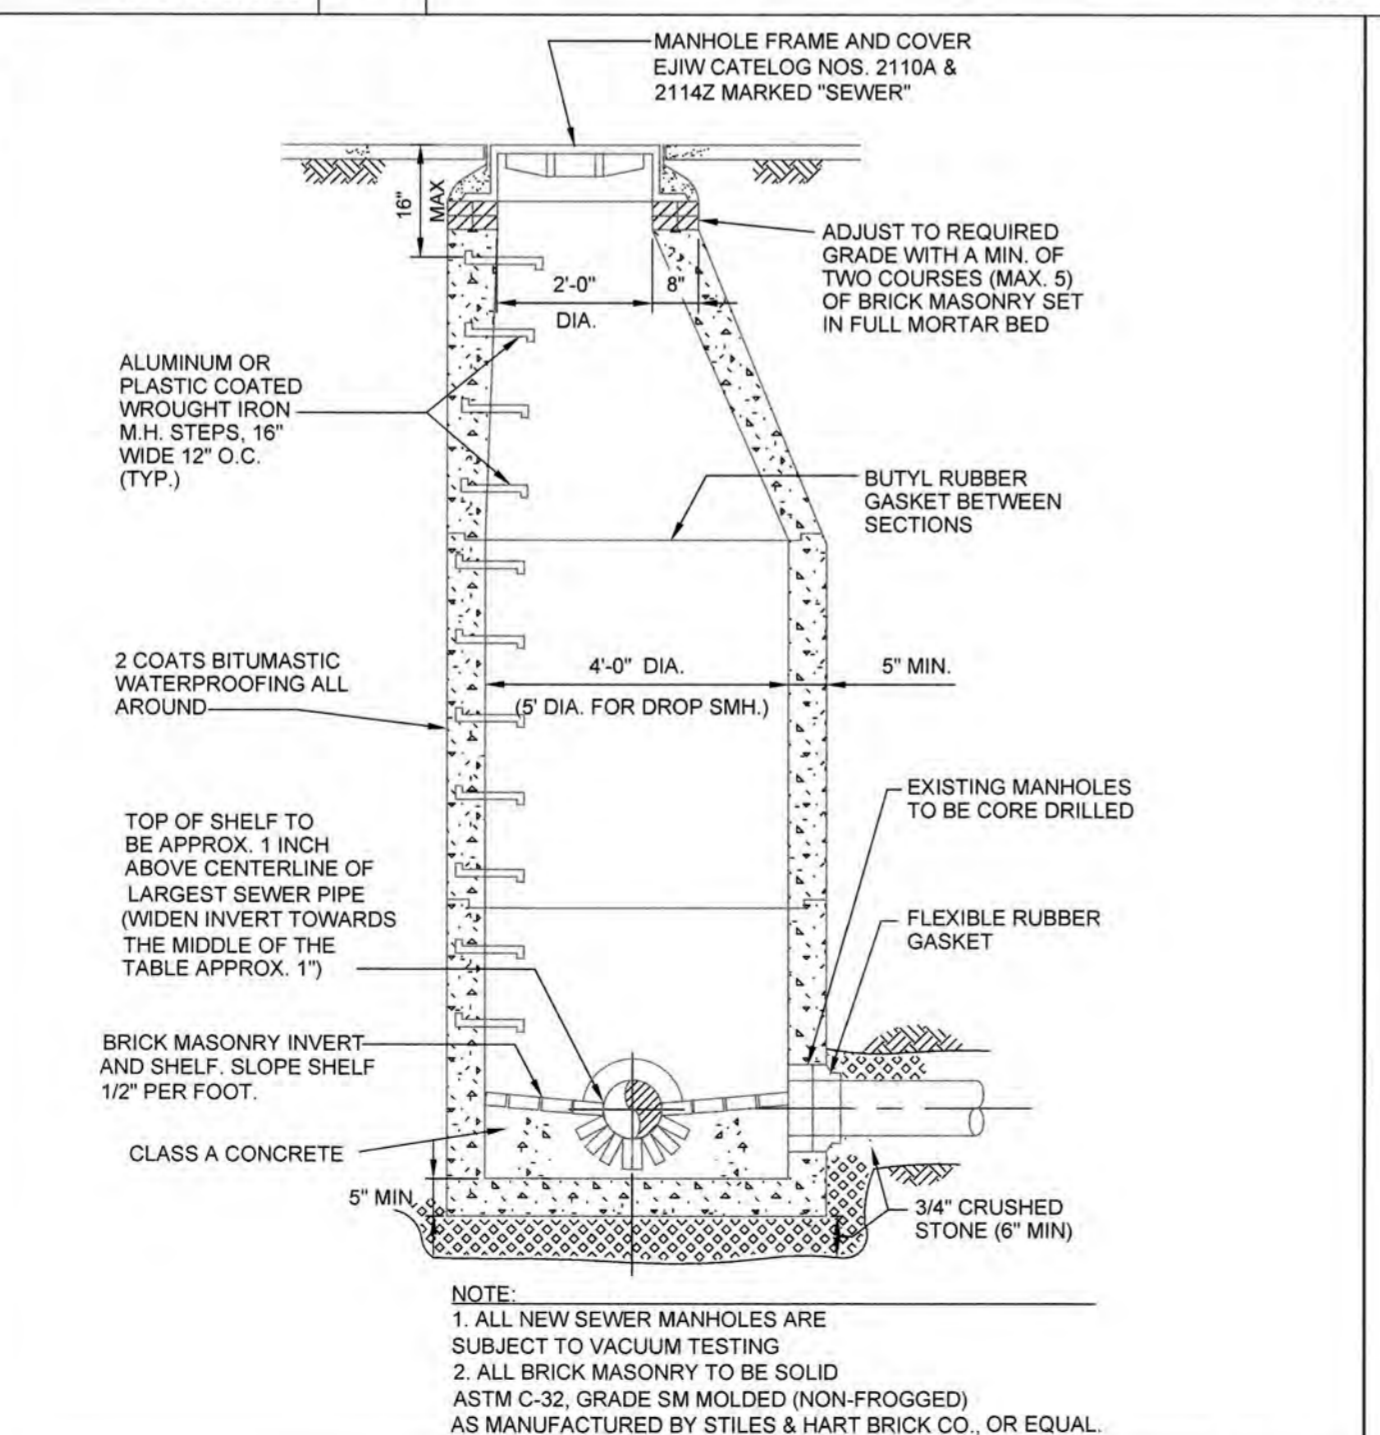 MANHOLE FRAME AND COVER
EJIW CATELOG NOS. 2110A &
2114Z MARKED "SEWER"
16"
MAX
ADJUST TO REQUIRED
GRADE WITH A MIN. OF
TWO COURSES (MAX. 5)
OF BRICK MASONRY SET
IN FULL MORTAR BED
2'-0"
DIA.
8"
ALUMINUM OR
PLASTIC COATED
WROUGHT IRON
M.H. STEPS, 16"
WIDE 12" O.C.
(TYP.)
BUTYL RUBBER
GASKET BETWEEN
SECTIONS
2 COATS BITUMASTIC
WATERPROOFING ALL
AROUND
4'-0" DIA.
(5' DIA. FOR DROP SMH.)
5" MIN.
EXISTING MANHOLES
TO BE CORE DRILLED
TOP OF SHELF TO
BE APPROX. 1 INCH
ABOVE CENTERLINE OF
LARGEST SEWER PIPE
(WIDEN INVERT TOWARDS
THE MIDDLE OF THE
TABLE APPROX. 1")
FLEXIBLE RUBBER
GASKET
BRICK MASONRY INVERT
AND SHELF. SLOPE SHELF
1/2" PER FOOT.
CLASS A CONCRETE
5" MIN.
3/4" CRUSHED
STONE (6" MIN)
NOTE:
1. ALL NEW SEWER MANHOLES ARE
SUBJECT TO VACUUM TESTING
2. ALL BRICK MASONRY TO BE SOLID
ASTM C-32, GRADE SM MOLDED (NON-FROGGED)
AS MANUFACTURED BY STILES & HART BRICK CO., OR EQUAL.